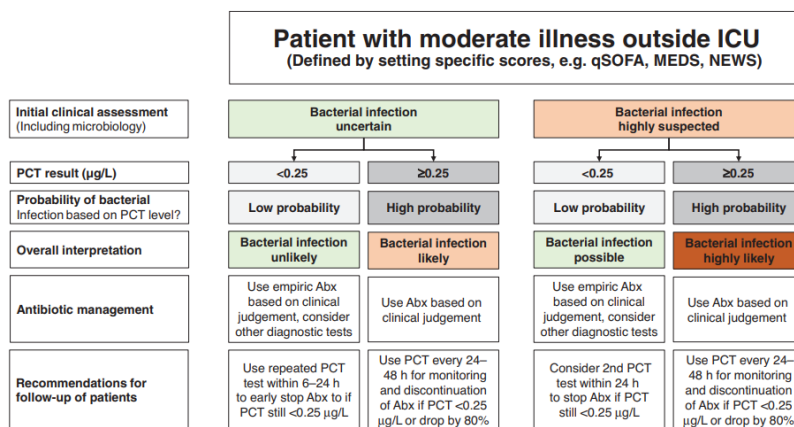 Patient with moderate illness outside ICU
(Defined by setting specific scores, e.g. qSOFA, MEDS, NEWS)
Initial clinical assessment
(Including microbiology)
Bacterial infection
uncertain
Bacterial infection
highly suspected
PCT result (µg/L)
<0.25
≥0.25
<0.25
≥0.25
Probability of bacterial
Infection based on PCT level?
Low probability
High probability
Low probability
High probability
Overall interpretation
Bacterial infection
unlikely
Bacterial infection
likely
Bacterial infection
possible
Bacterial infection
highly likely
Antibiotic management
Use empiric Abx
based on clinical
judgement, consider
other diagnostic tests
Use Abx based on
clinical judgement
Use empiric Abx
based on clinical
judgement, consider
other diagnostic tests
Use Abx based on
clinical judgement
Recommendations for
follow-up of patients
Use repeated PCT
test within 6–24 h
to early stop Abx to if
PCT still <0.25 µg/L
Use PCT every 24–
48 h for monitoring
and discontinuation
of Abx if PCT <0.25
µg/L or drop by 80%
Consider 2nd PCT
test within 24 h
to stop Abx if PCT
still <0.25 µg/L
Use PCT every 24–
48 h for monitoring
and discontinuation
of Abx if PCT <0.25
µg/L or drop by 80%